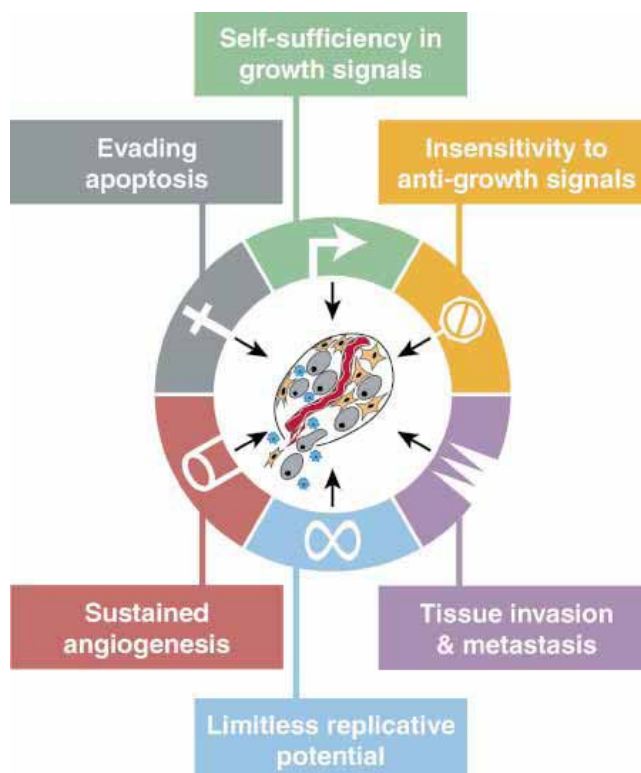 Self-sufficiency in
growth signals
Evading
apoptosis
Insensitivity to
anti-growth signals
Sustained
angiogenesis
Tissue invasion
& metastasis
Limitless replicative
potential